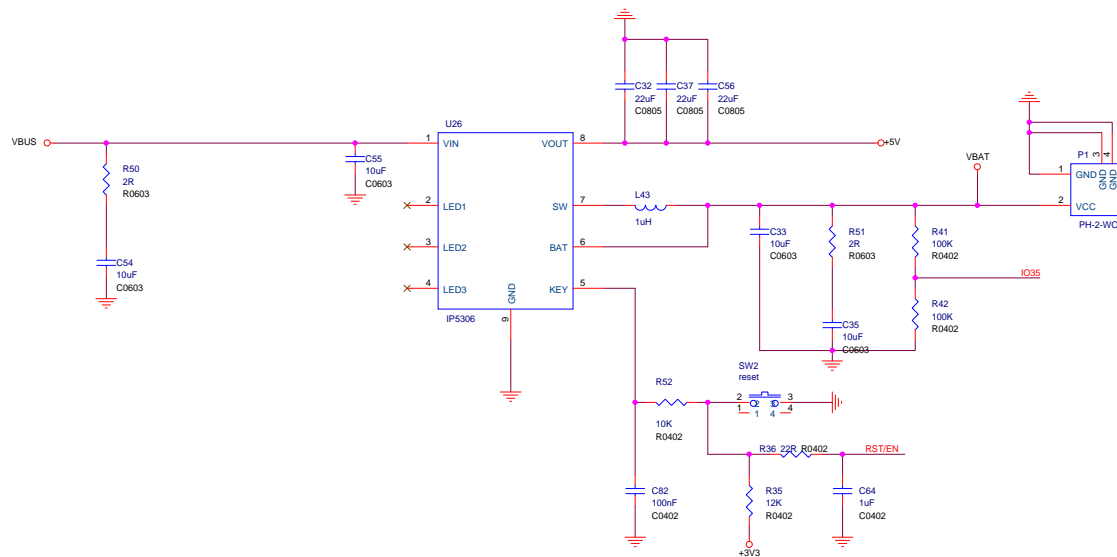 C32
22uF
C0805
C37
22uF
C0805
C56
22uF
C0805
U26
VBUS
1
VIN
VOUT
8
+5V
R50
2R
R0603
C55
10uF
C0603
C54
10uF
C0603
2
LED1
3
LED2
4
LED3
SW
7
BAT
6
KEY
5
GND
9
IP5306
L43
1uH
VBAT
C33
10uF
C0603
R51
2R
R0603
C35
10uF
C0603
R41
100K
R0402
IO35
R42
100K
R0402
P1
3
4
GND
GND
1
GND
2
VCC
PH-2-WO
SW2
reset
2
1
2
3
1
4
3
4
R52
10K
R0402
R36
22R
R0402
RST/EN
C82
100nF
C0402
R35
12K
R0402
C64
1uF
C0402
+3V3